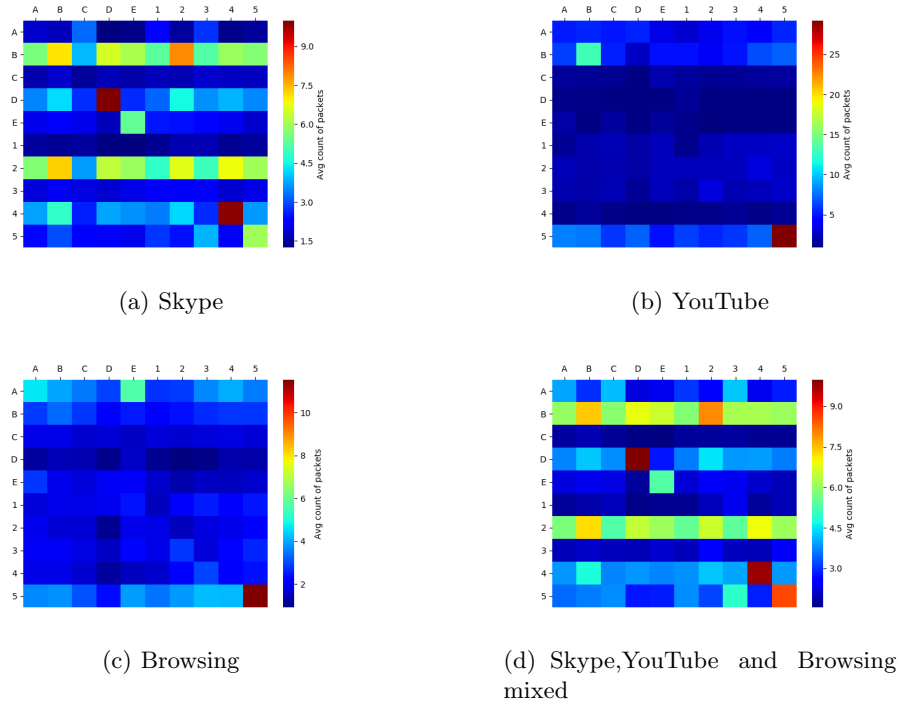 A B C D E 1 2 3 4 5
A
B
C
D
E
1
2
3
4
5
9.0
7.5
6.0
4.5
3.0
1.5
Avg count of packets
(a) Skype
A B C D E 1 2 3 4 5
A
B
C
D
E
1
2
3
4
5
25
20
15
10
5
Avg count of packets
(b) YouTube
A B C D E 1 2 3 4 5
A
B
C
D
E
1
2
3
4
5
10
8
6
4
2
Avg count of packets
(c) Browsing
A B C D E 1 2 3 4 5
A
B
C
D
E
1
2
3
4
5
9.0
7.5
6.0
4.5
3.0
Avg count of packets
(d) Skype,YouTube and Browsing
mixed